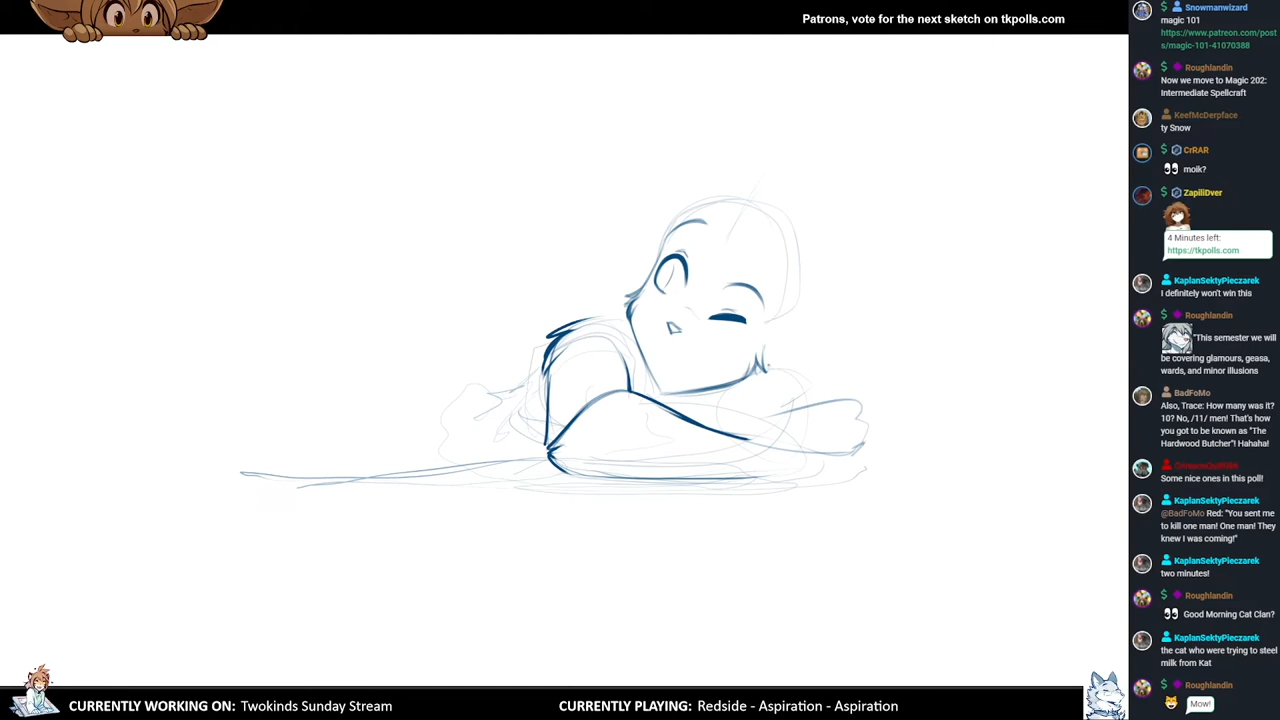 Patrons, vote for the next sketch on tkpolls.com
Snowmanwizard
magic 101
https://www.patreon.com/post
s/magic-101-41070388
Roughlandin
Now we move to Magic 202:
Intermediate Spellcraft
KeefMcDerpface
ty Snow
CrRAR
moik?
ZapiliDver
4 Minutes left:
https://tkpolls.com
KaplanSektyPieczarek
I definitely won't win this
Roughlandin
"This semester we will
be covering glamours, geasa,
wards, and minor illusions
BadFoMo
Also, Trace: How many was it?
10? No, /11/ men! That's how
you got to be known as "The
Hardwood Butcher"! Hahaha!
Some nice ones in this poll!
KaplanSektyPieczarek
@BadFoMo Red: "You sent me
to kill one man! One man! They
knew I was coming!"
KaplanSektyPieczarek
two minutes!
Roughlandin
Good Morning Cat Clan?
KaplanSektyPieczarek
the cat who were trying to steel
milk from Kat
Roughlandin
Mow!
CURRENTLY WORKING ON: Twokinds Sunday Stream
CURRENTLY PLAYING: Redside - Aspiration - Aspiration